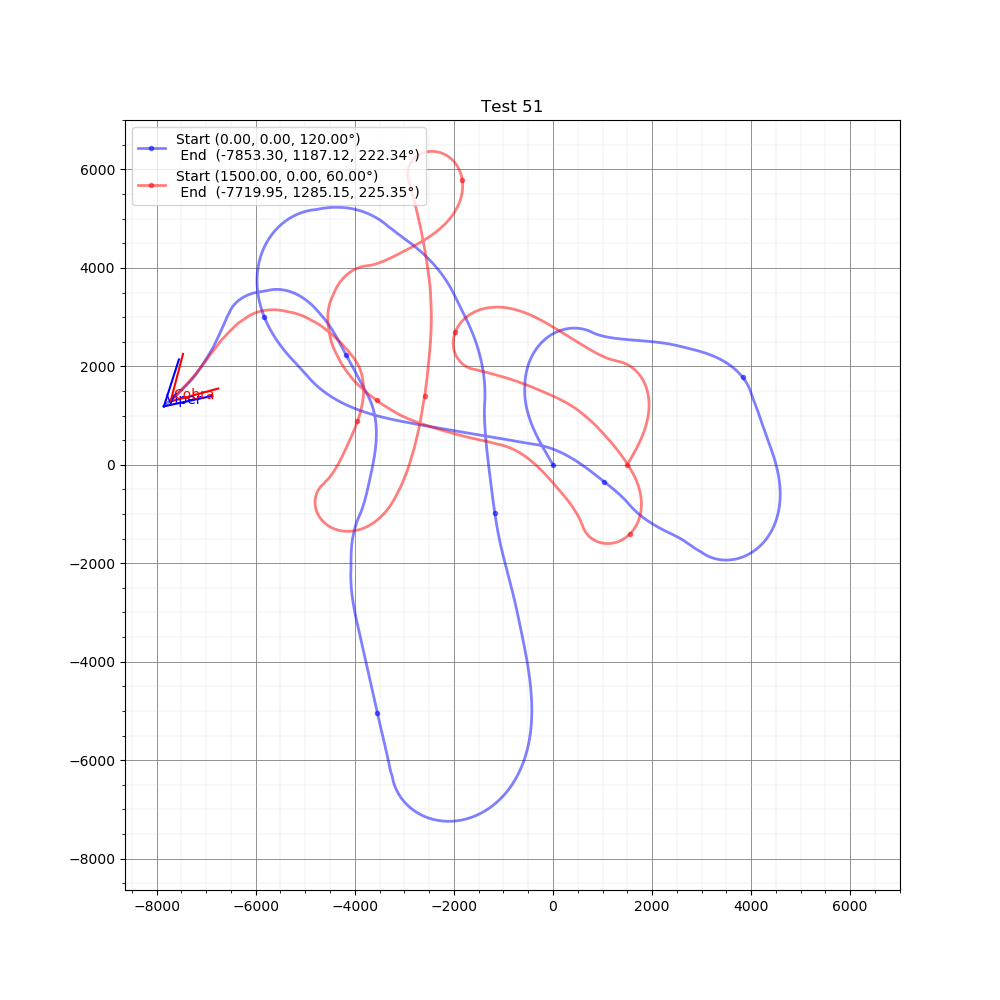 Test 51
Start (0.00, 0.00, 120.00°)
End (-7853.30, 1187.12, 222.34°)
Start (1500.00, 0.00, 60.00°)
End (-7719.95, 1285.15, 225.35°)
6000
4000
2000
0
−2000
−4000
−6000
−8000
Cobra
−8000 −6000 −4000 −2000 0 2000 4000 6000